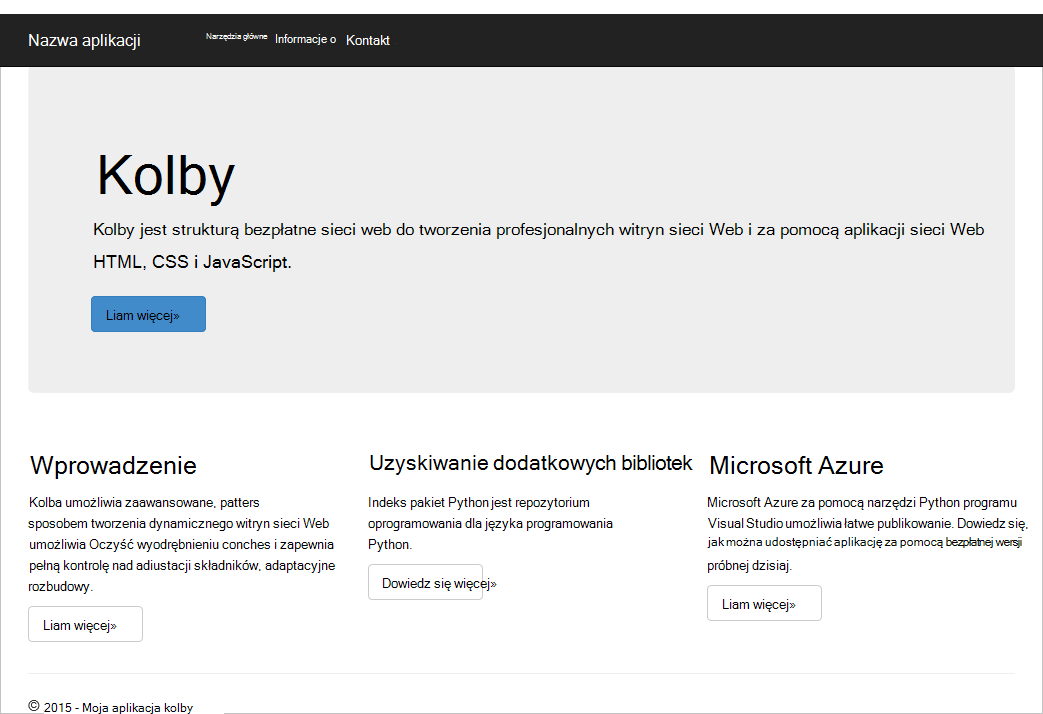 Nazwa aplikacji Narzędzia główne Informacje o Kontakt
Kolby
Kolby jest strukturą bezpłatne sieci web do tworzenia profesjonalnych witryn sieci Web i za pomocą aplikacji sieci Web
HTML, CSS i JavaScript.
Liam więcej»
Wprowadzenie
Kolba umożliwia zaawansowane, patters
sposobem tworzenia dynamicznego witryn sieci Web
umożliwia Oczyść wyodrębnieniu conches i zapewnia
pełną kontrolę nad adiustacji składników, adaptacyjne
rozbudowy.
Liam więcej»
Uzyskiwanie dodatkowych bibliotek
Indeks pakiet Python jest repozytorium
oprogramowania dla języka programowania
Python.
Dowiedz się więcej»
Microsoft Azure
Microsoft Azure za pomocą narzędzi Python programu
Visual Studio umożliwia łatwe publikowanie. Dowiedz się,
jak można udostępniać aplikację za pomocą bezpłatnej wersji
próbnej dzisiaj.
Liam więcej»
© 2015 - Moja aplikacja kolby